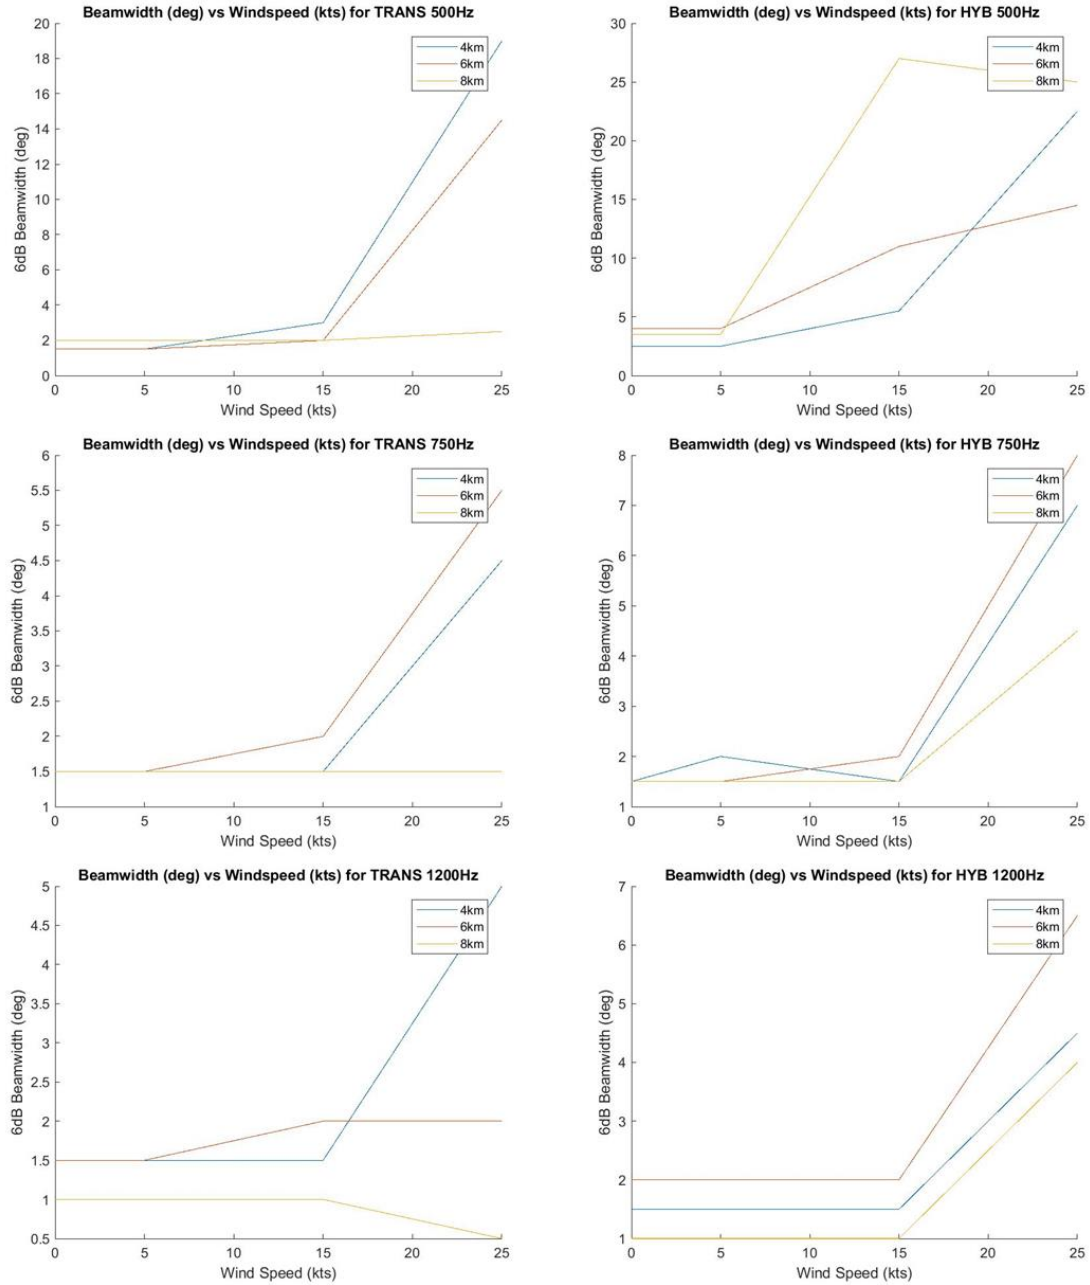 Beamwidth (deg) vs Windspeed (kts) for TRANS 500Hz
20
18
16
14
12
10
8
6
4
2
0
6dB Beamwidth (deg)
4km
6km
8km
0 5 10 15 20 25
Wind Speed (kts)
Beamwidth (deg) vs Windspeed (kts) for HYB 500Hz
30
25
20
15
10
5
0
6dB Beamwidth (deg)
4km
6km
8km
0 5 10 15 20 25
Wind Speed (kts)
Beamwidth (deg) vs Windspeed (kts) for TRANS 750Hz
6
5.5
5
4.5
4
3.5
3
2.5
2
1.5
1
6dB Beamwidth (deg)
4km
6km
8km
0 5 10 15 20 25
Wind Speed (kts)
Beamwidth (deg) vs Windspeed (kts) for HYB 750Hz
8
7
6
5
4
3
2
1
6dB Beamwidth (deg)
4km
6km
8km
0 5 10 15 20 25
Wind Speed (kts)
Beamwidth (deg) vs Windspeed (kts) for TRANS 1200Hz
5
4.5
4
3.5
3
2.5
2
1.5
1
0.5
6dB Beamwidth (deg)
4km
6km
8km
0 5 10 15 20 25
Wind Speed (kts)
Beamwidth (deg) vs Windspeed (kts) for HYB 1200Hz
7
6
5
4
3
2
1
6dB Beamwidth (deg)
4km
6km
8km
0 5 10 15 20 25
Wind Speed (kts)